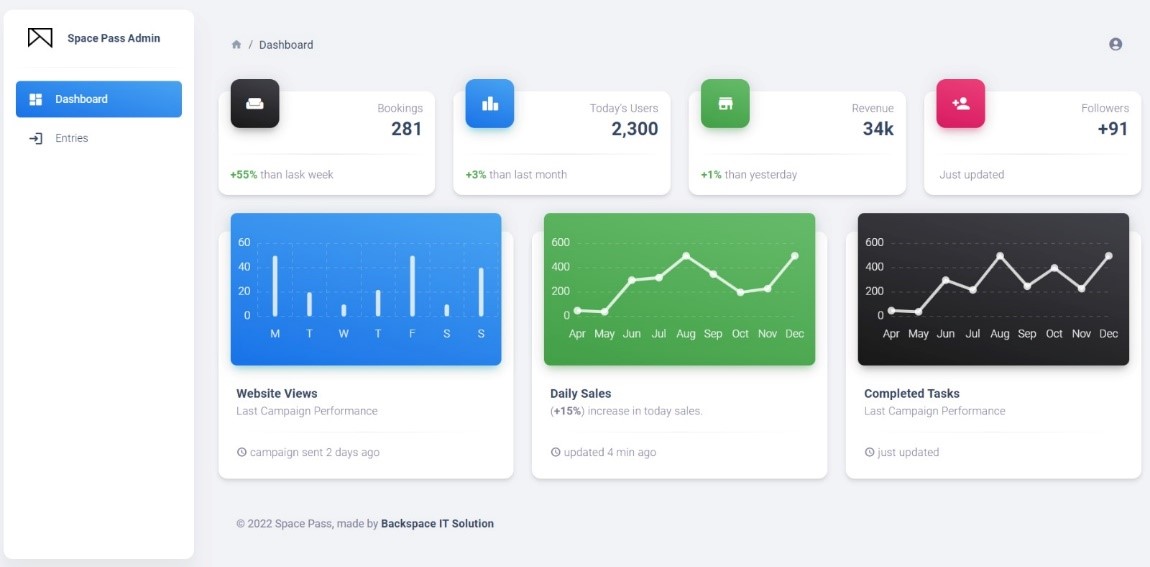 Space Pass Admin
Dashboard
Entries
/ Dashboard
Bookings
281
+55% than lask week
Today's Users
2,300
+3% than last month
Revenue
34k
+1% than yesterday
Followers
+91
Just updated
60
40
20
0
M T W T F S S
Website Views
Last Campaign Performance
campaign sent 2 days ago
600
400
200
0
Apr May Jun Jul Aug Sep Oct Nov Dec
Daily Sales
(+15%) increase in today sales.
updated 4 min ago
600
400
200
0
Apr May Jun Jul Aug Sep Oct Nov Dec
Completed Tasks
Last Campaign Performance
just updated
© 2022 Space Pass, made by Backspace IT Solution